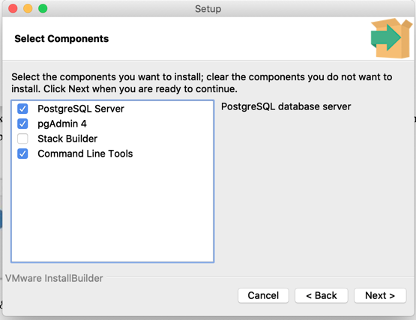 Setup
Select Components
Select the components you want to install; clear the components you do not want to
install. Click Next when you are ready to continue.
PostgreSQL Server
pgAdmin 4
Stack Builder
Command Line Tools
PostgreSQL database server
VMware InstallBuilder
Cancel
< Back
Next >